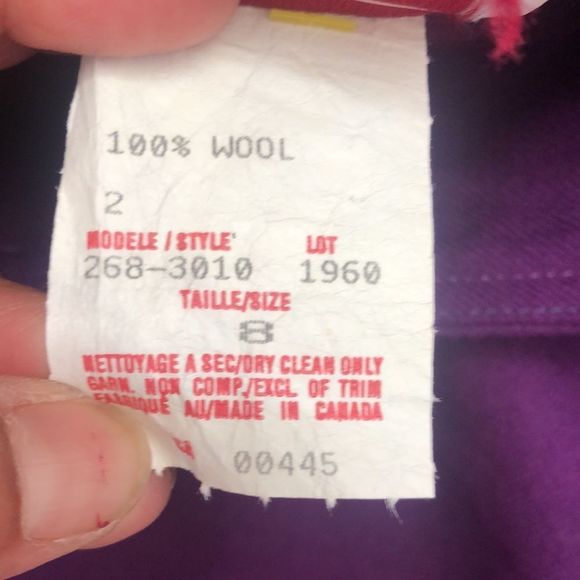 100% WOOL
2
MODELE / STYLE' LOT
268-3010 1960
TAILLE/SIZE
8
NETTOYAGE A SEC/DRY CLEAN ONLY
GARN. NON COMP./EXCL. OF TRIM
FABRIQUE AU/MADE IN CANADA
CA 00445